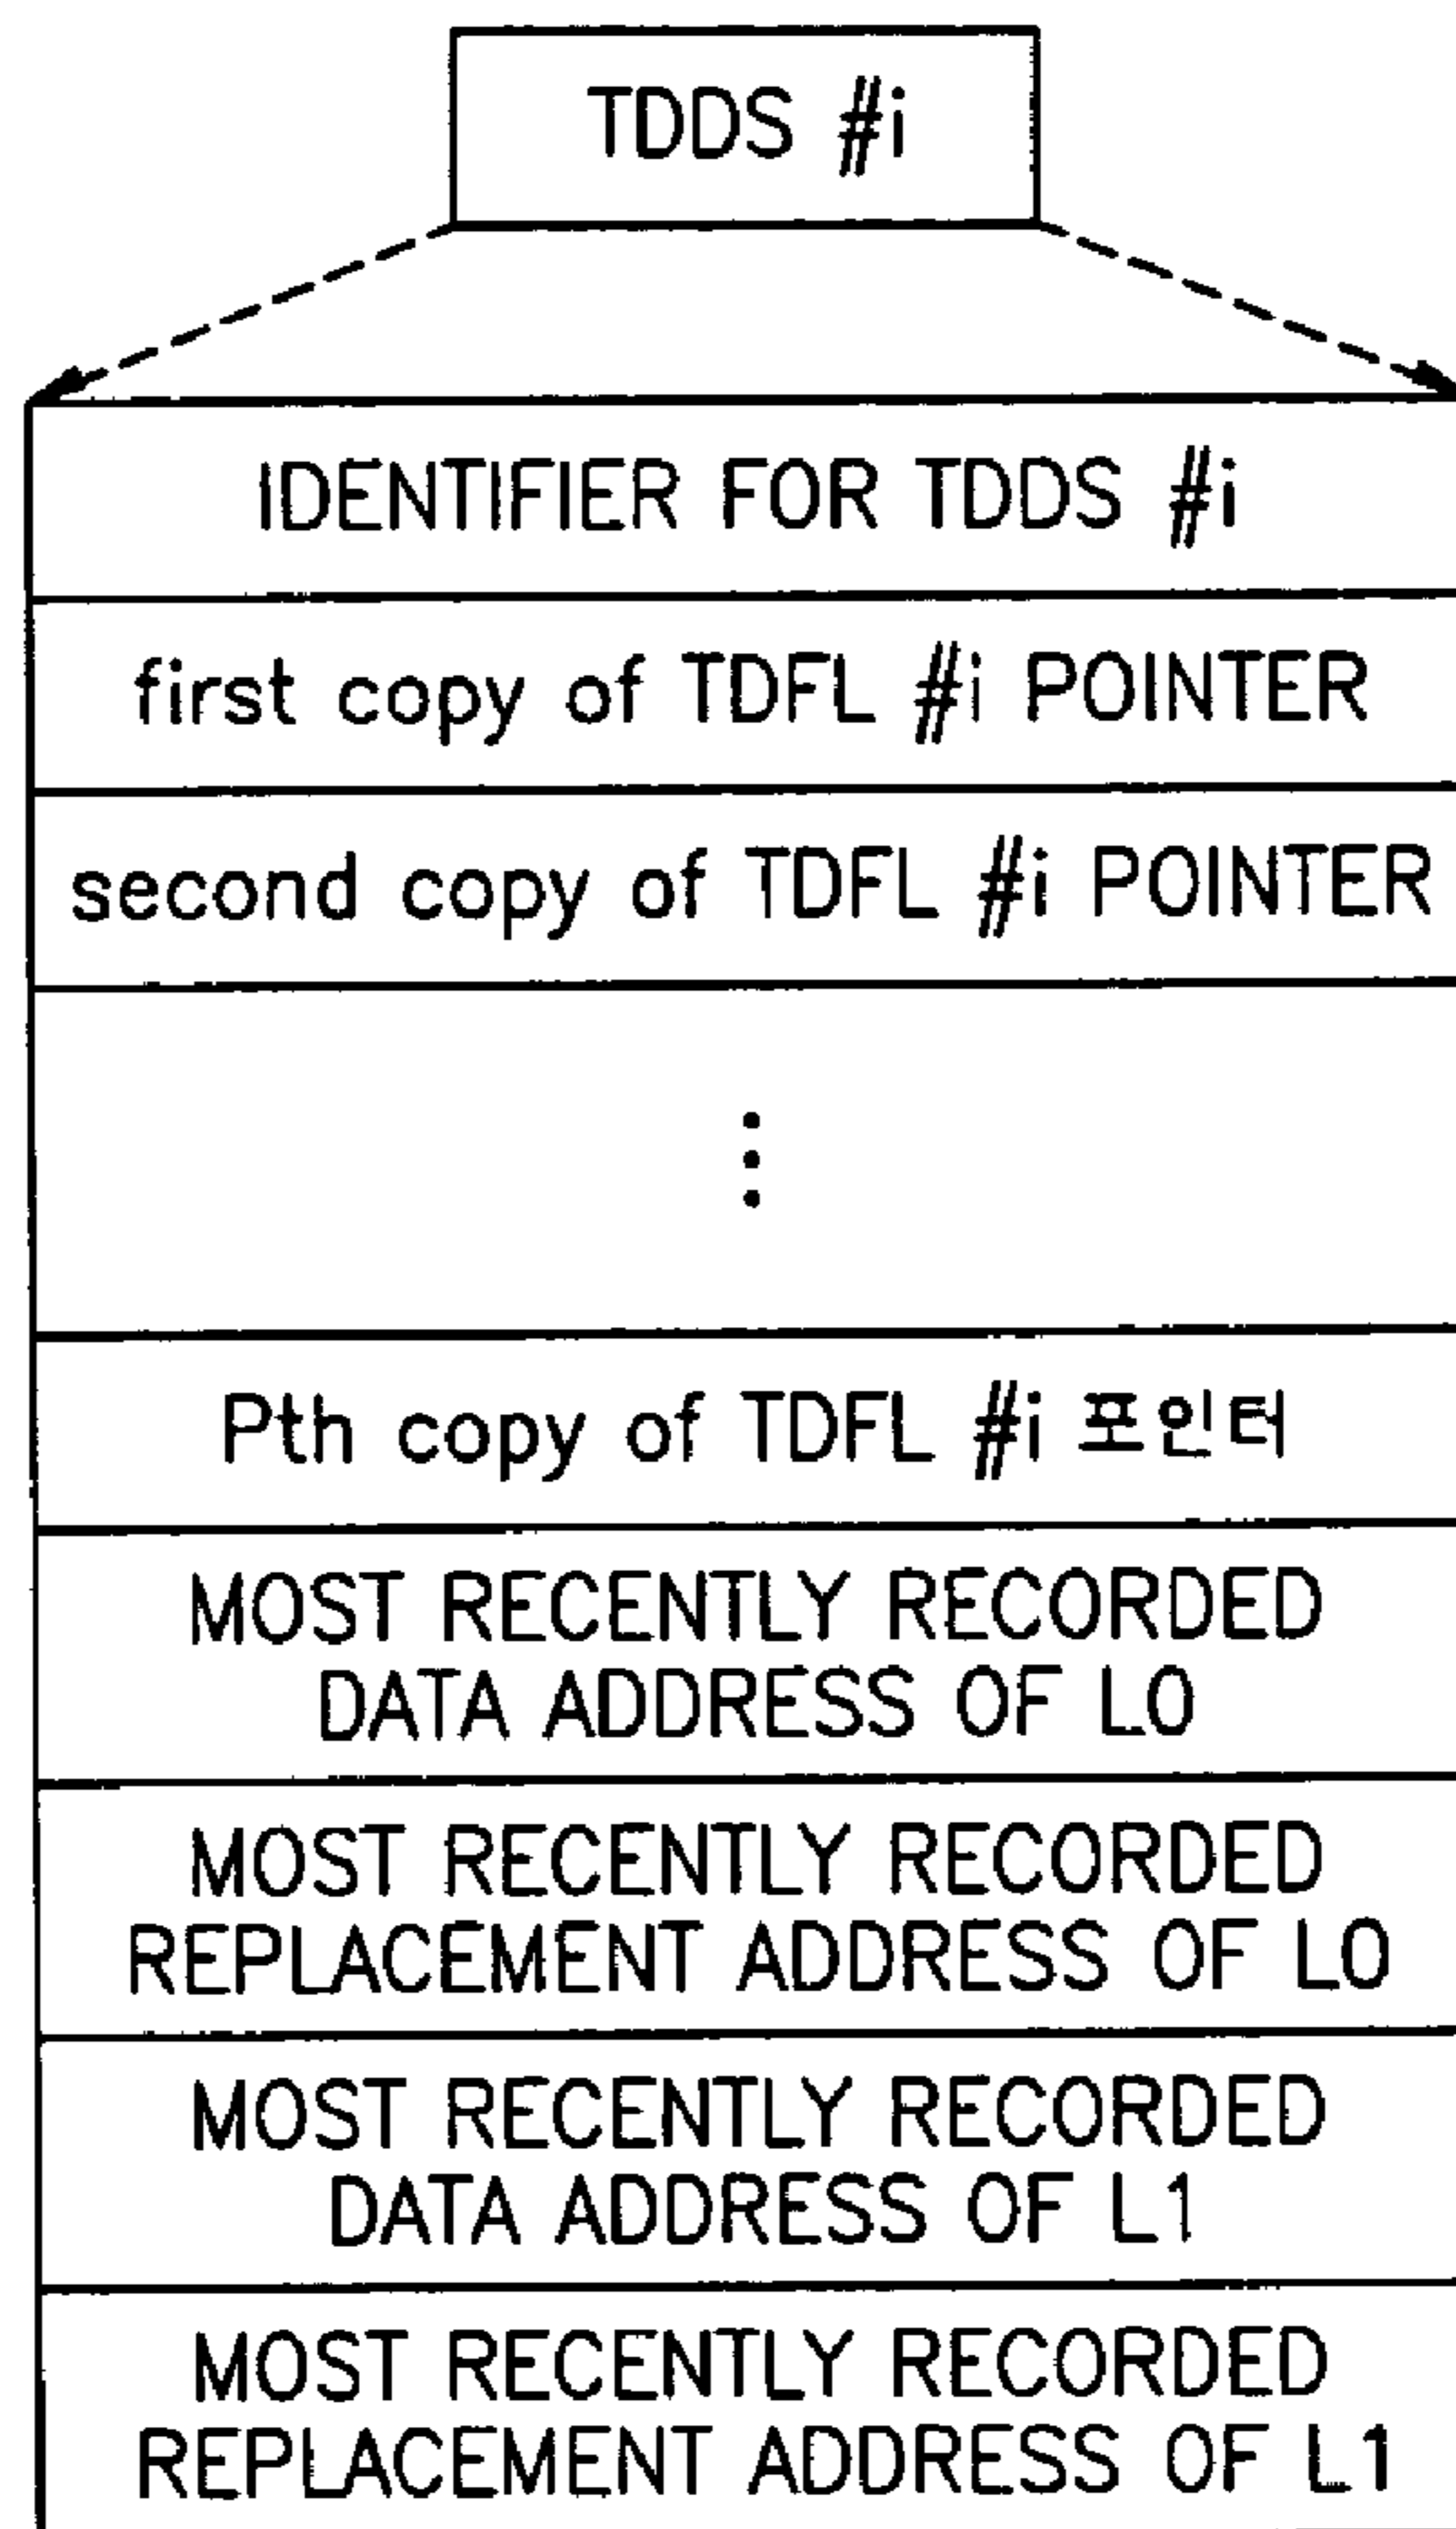 TDDS #i
IDENTIFIER FOR TDDS #i
first copy of TDFL #i POINTER
second copy of TDFL #i POINTER
⋮
Pth copy of TDFL #i 포인터
MOST RECENTLY RECORDED
DATA ADDRESS OF L0
MOST RECENTLY RECORDED
REPLACEMENT ADDRESS OF L0
MOST RECENTLY RECORDED
DATA ADDRESS OF L1
MOST RECENTLY RECORDED
REPLACEMENT ADDRESS OF L1